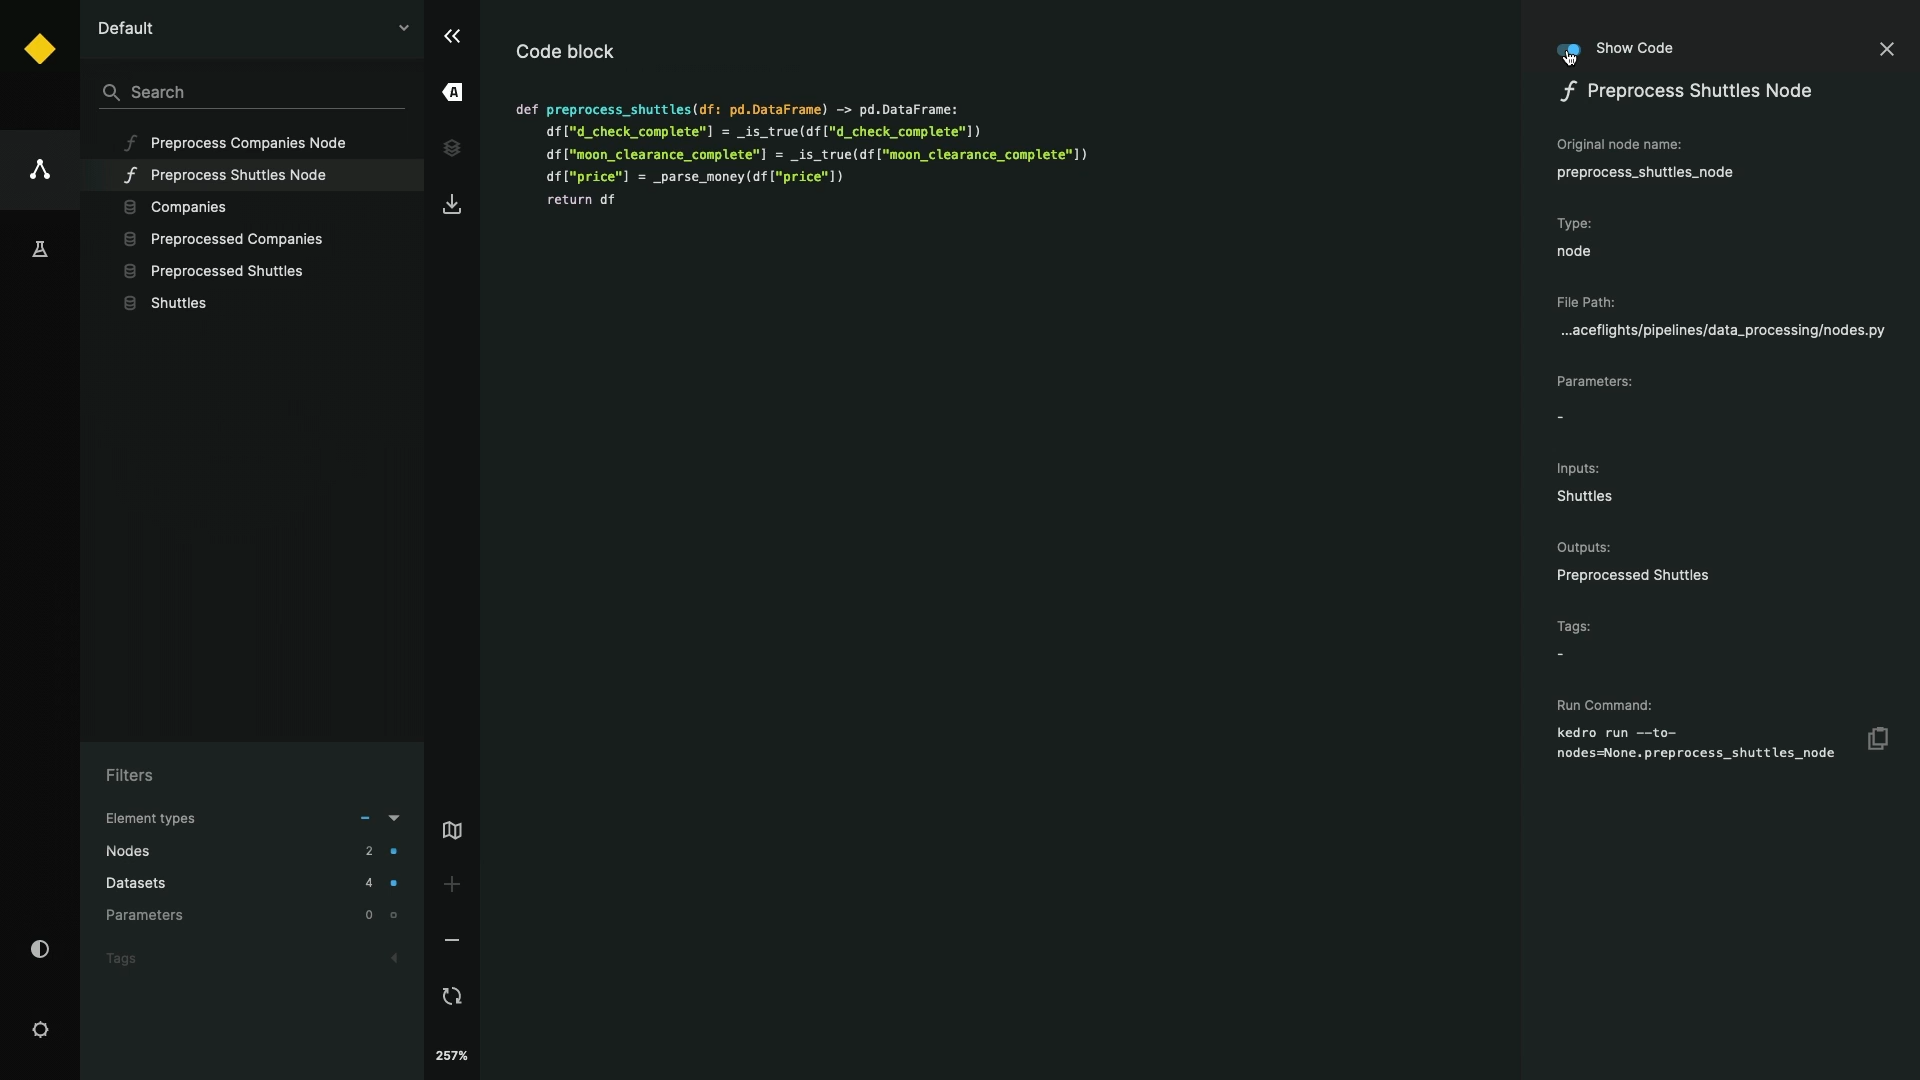 Default
Search
Preprocess Companies Node
Preprocess Shuttles Node
Companies
Preprocessed Companies
Preprocessed Shuttles
Shuttles
Filters
Element types
Nodes 2
Datasets 4
Parameters 0
Tags
A
257%
Code block
def preprocess_shuttles(df: pd.DataFrame) -> pd.DataFrame:
    df["d_check_complete"] = _is_true(df["d_check_complete"])
    df["moon_clearance_complete"] = _is_true(df["moon_clearance_complete"])
    df["price"] = _parse_money(df["price"])
    return df
Show Code
Preprocess Shuttles Node
Original node name:
preprocess_shuttles_node
Type:
node
File Path:
...aceflights/pipelines/data_processing/nodes.py
Parameters:
-
Inputs:
Shuttles
Outputs:
Preprocessed Shuttles
Tags:
-
Run Command:
kedro run --to-
nodes=None.preprocess_shuttles_node